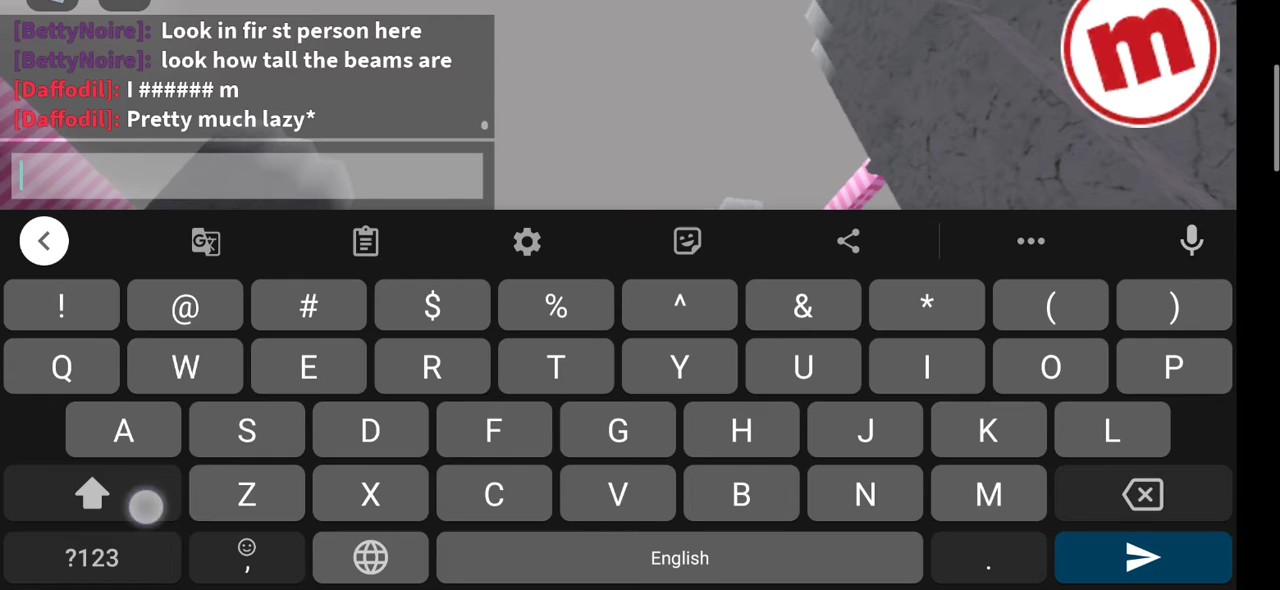 [BettyNoire]: Look in fir st person here
[BettyNoire]: look how tall the beams are
[Daffodil]: I ###### m
[Daffodil]: Pretty much lazy*
m
! @ # $ % ^ & * ( )
Q W E R T Y U I O P
A S D F G H J K L
Z X C V B N M
?123 , English .